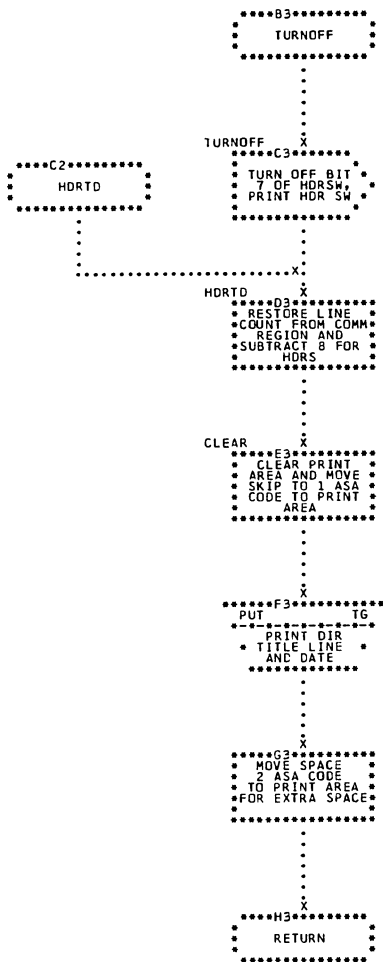 B3
TURNOFF
TURNOFF X
C3
TURN OFF BIT
7 OF HDRSW,
PRINT HDR SW
C2
HDRTD
X
HDRTD X
D3
RESTORE LINE
COUNT FROM COMM
REGION AND
SUBTRACT 8 FOR
HDRS
CLEAR X
E3
CLEAR PRINT
AREA AND MOVE
SKIP TO 1 ASA
CODE TO PRINT
AREA
X
F3
PUT TG
PRINT DIR
TITLE LINE
AND DATE
X
G3
MOVE SPACE
2 ASA CODE
TO PRINT AREA
FOR EXTRA SPACE
X
H3
RETURN